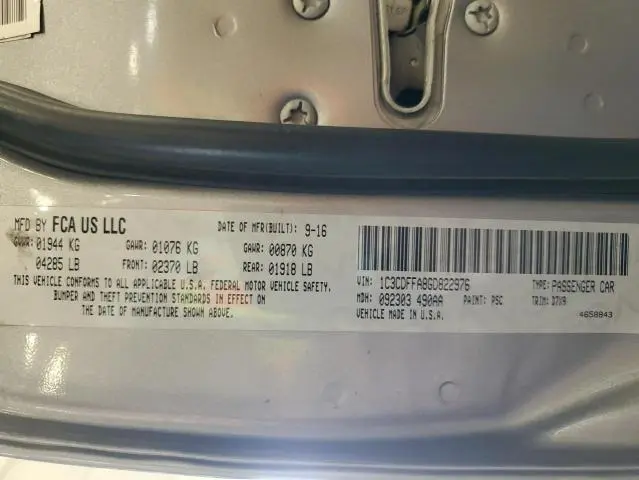 MFD BY FCA US LLC
DATE OF MFR(BUILT): 9-16
GVWR: 01944 KG GAWR: 01076 KG GAWR: 00870 KG
04285 LB FRONT: 02370 LB REAR: 01918 LB
THIS VEHICLE CONFORMS TO ALL APPLICABLE U.S.A. FEDERAL MOTOR VEHICLE SAFETY,
BUMPER AND THEFT PREVENTION STANDARDS IN EFFECT ON
THE DATE OF MANUFACTURE SHOWN ABOVE.
VIN: 1C3CDFFA8GD822976 TYPE: PASSENGER CAR
MDH: 092303 490AA PAINT: PSC TRIM: D7X9
VEHICLE MADE IN U.S.A. 4658843